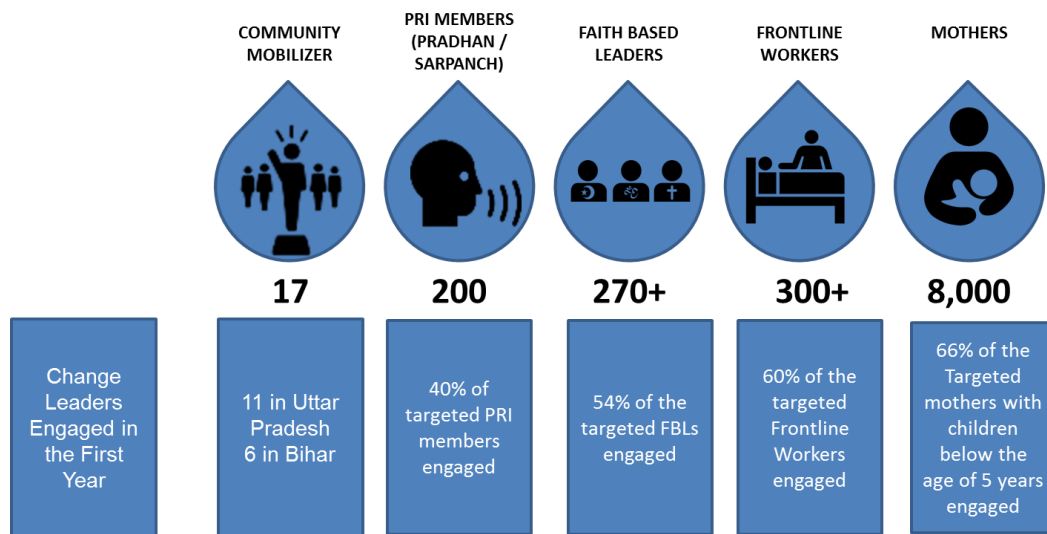 COMMUNITY
MOBILIZER
PRI MEMBERS
(PRADHAN /
SARPANCH)
FAITH BASED
LEADERS
FRONTLINE
WORKERS
MOTHERS
17
200
270+
300+
8,000
Change
Leaders
Engaged in
the First
Year
11 in Uttar
Pradesh
6 in Bihar
40% of
targeted PRI
members
engaged
54% of the
targeted FBLs
engaged
60% of the
targeted
Frontline
Workers
engaged
66% of the
Targeted
mothers with
children
below the
age of 5 years
engaged